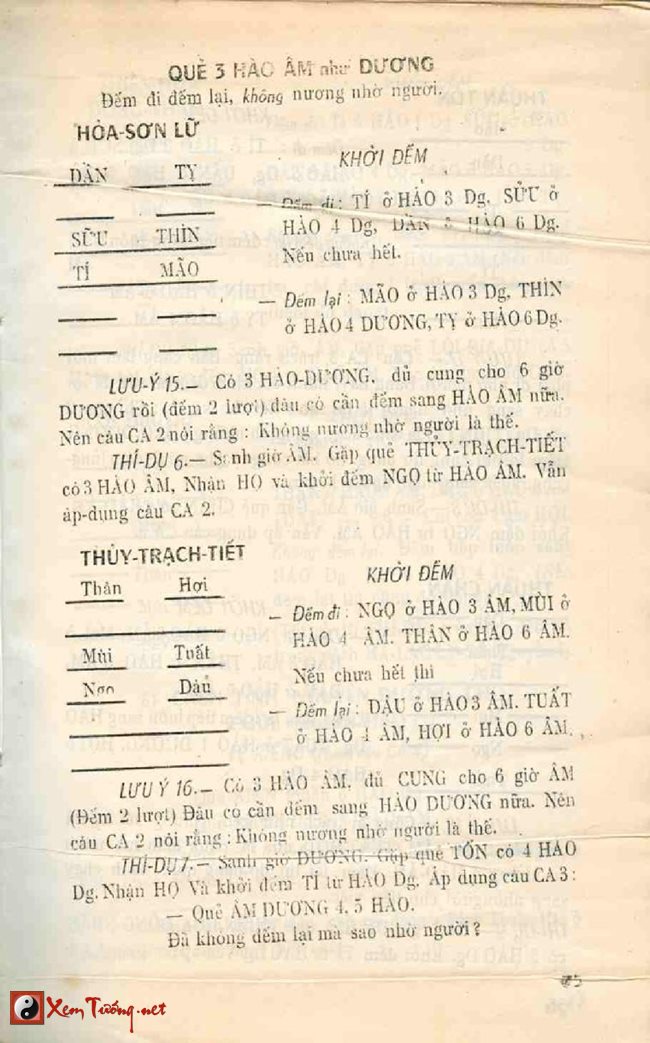 QUẺ 3 HÀO ÂM như DƯƠNG
Đếm đi đếm lại, không nương nhờ người.
HỎA-SƠN LỮ
KHỞI ĐẾM
DẦN TỴ
— Đếm đi : TÍ ở HÀO 3 Dg. SỬU ở
HÀO 4 Dg, DẦN ở HÀO 6 Dg.
SỬU THÌN
Nếu chưa hết.
TÍ MÃO
— Đếm lại : MÃO ở HÀO 3 Dg, THÌN
ở HÀO 4 DƯƠNG, TỴ ở HÀO 6 Dg.
LƯU-Ý 15.— Có 3 HÀO-DƯƠNG. đủ cung cho 6 giờ
DƯƠNG rồi (đếm 2 lượt) đâu có cần đếm sang HÀO ÂM nữa.
Nên câu CA 2 nói rằng : Không nương nhờ người là thế.
THÍ-DỤ 6.— Sanh giờ ÂM. Gặp quẻ THỦY-TRẠCH-TIẾT
có 3 HÀO ÂM, Nhận HỌ và khởi đếm NGỌ từ HÀO ÂM. Vẫn
áp-dụng câu CA 2.
THỦY-TRẠCH-TIẾT
KHỞI ĐẾM
Thân Hợi
— Đếm đi : NGỌ ở HÀO 3 ÂM, MÙI ở
HÀO 4 ÂM. THÂN ở HÀO 6 ÂM.
Mùi Tuất
Nếu chưa hết thì
Ngọ Dậu
— Đếm lại : DẬU ở HÀO 3 ÂM. TUẤT
ở HÀO 4 ÂM, HỢI ở HÀO 6 ÂM.
LƯU Ý 16.— Có 3 HÀO ÂM. đủ CUNG cho 6 giờ ÂM
(Đếm 2 lượt) Đâu có cần đếm sang HÀO DƯƠNG nữa. Nên
câu CA 2 nói rằng : Không nương nhờ người là thế.
THÍ-DỤ 7.— Sanh giờ DƯƠNG. Gặp quẻ TỐN có 4 HÀO
Dg. Nhận HỌ Và khởi đếm TÍ từ HÀO Dg. Áp dụng câu CA 3 :
— Quẻ ÂM DƯƠNG 4, 5 HÀO.
Đã không đếm lại mà sao nhờ người ?
XemTướng.net